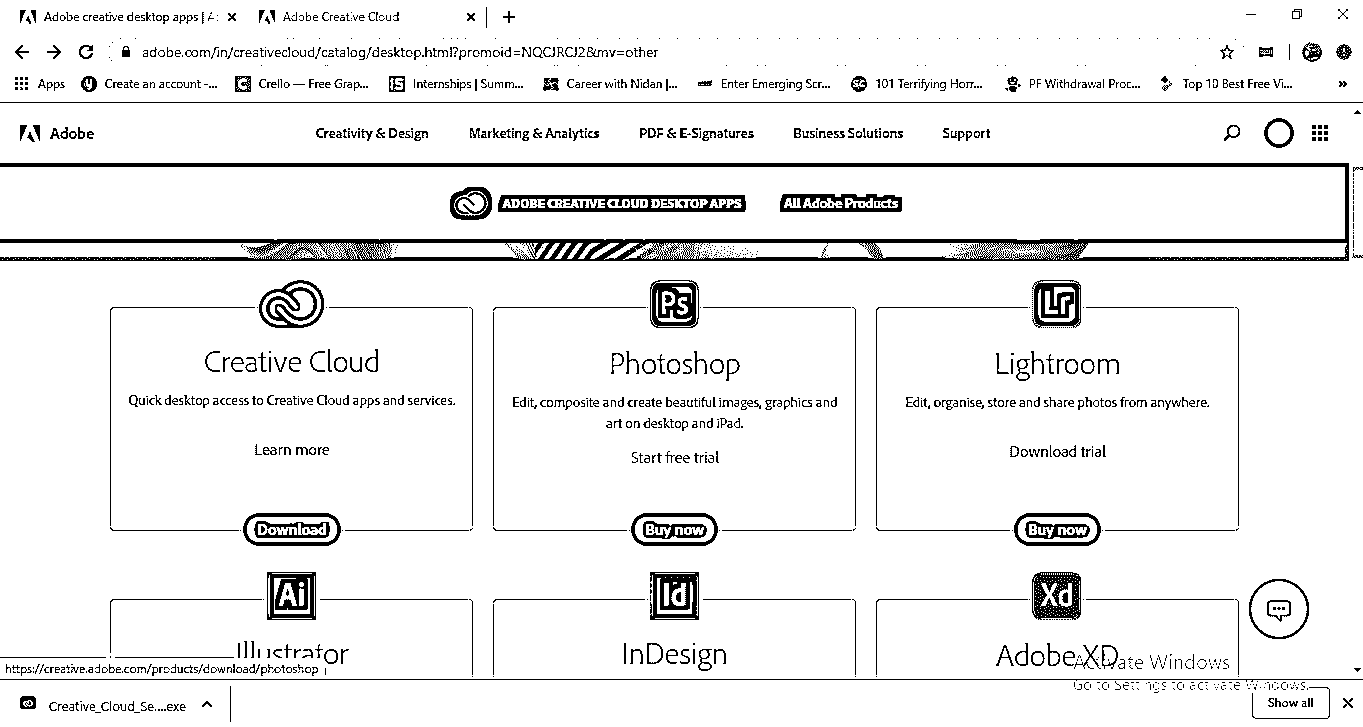 Adobe creative desktop apps | A
Adobe Creative Cloud
adobe.com/in/creativecloud/catalog/desktop.html?promoid=NQCJRCJ2&mv=other
Apps
Create an account -...
Crello — Free Grap...
Internships | Summ...
Career with Nidan |...
Enter Emerging Scr...
101 Terrifying Horr...
PF Withdrawal Proc...
Top 10 Best Free Vi...
»
Adobe
Creativity & Design
Marketing & Analytics
PDF & E-Signatures
Business Solutions
Support
ADOBE CREATIVE CLOUD DESKTOP APPS
All Adobe Products
Ps
Lr
Creative Cloud
Photoshop
Lightroom
Quick desktop access to Creative Cloud apps and services.
Edit, composite and create beautiful images, graphics and
art on desktop and iPad.
Edit, organise, store and share photos from anywhere.
Learn more
Start free trial
Download trial
Download
Buy now
Buy now
Ai
Id
Xd
Illustrator
InDesign
Adobe XD
https://creative.adobe.com/products/download/photoshop
Activate Windows
Go to Settings to activate Windows.
Creative_Cloud_Se....exe
Show all